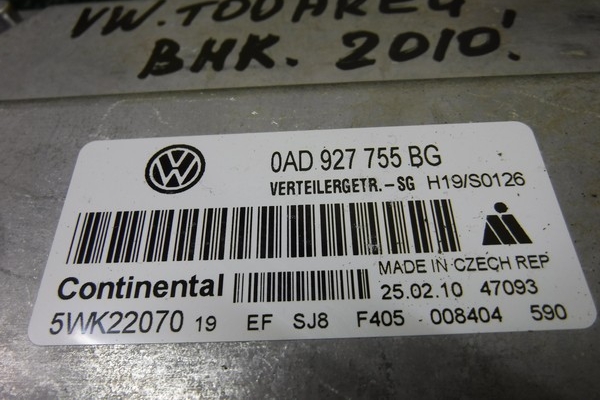 VW. TOUAREG,
BHK. 2010.
0AD 927 755 BG
VERTEILERGETR.-SG H19/S0126
MADE IN CZECH REP
Continental 25.02.10 47093
5WK22070 19 EF SJ8 F405 008404 590